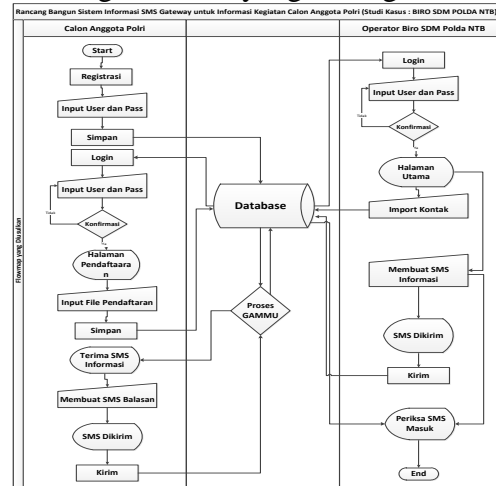 Rancang Bangun Sistem Informasi SMS Gateway untuk Informasi Kegiatan Calon Anggota Polri (Studi Kasus : BIRO SDM POLDA NTB)
Calon Anggota Polri
Operator Biro SDM Polda NTB
Flowmap yang Diusulkan
Start
Registrasi
Input User dan Pass
Simpan
Login
Input User dan Pass
Tidak
Konfirmasi
Ya
Halaman
Pendaftaara
n
Input File Pendaftaran
Simpan
Terima SMS
Informasi
Membuat SMS Balasan
SMS Dikirim
Kirim
Database
Proses
GAMMU
Login
Input User dan Pass
Tidak
Konfirmasi
Ya
Halaman
Utama
Import Kontak
Membuat SMS
Informasi
SMS Dikirim
Kirim
Periksa SMS
Masuk
End